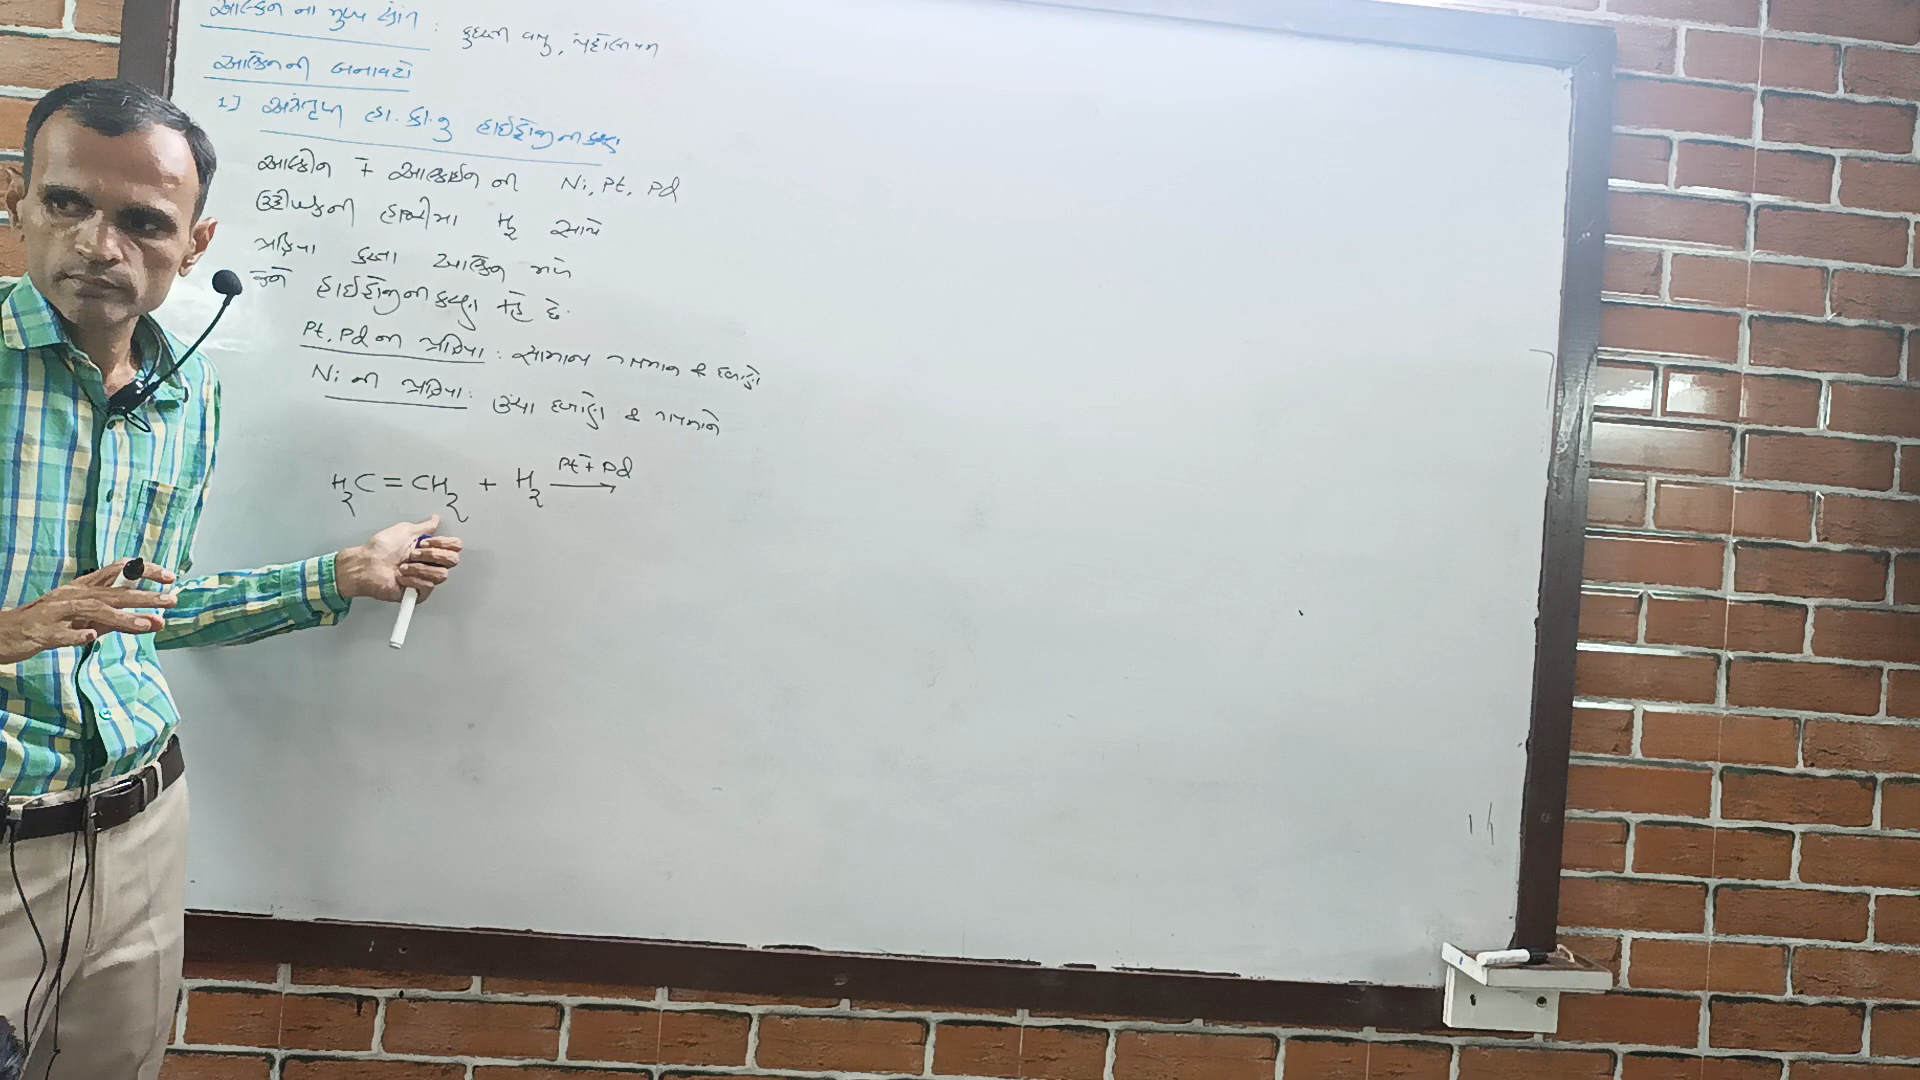 આલ્કેન ના મુખ્ય સ્ત્રોત : કુદરતી વાયુ, પેટ્રોલિયમ
આલ્કેનની બનાવટો
1] અસંતૃપ્ત હા. કા. નુ હાઈડ્રોજીનાકરણ
આલ્કીન કે આલ્કાઈન ની Ni, Pt, Pd
ઉદ્દીપકની હાજરીમા H2 સાથે
પ્રક્રિયા કરતા આલ્કેન મળે
જેને હાઈડ્રોજીનીકરણ કહે છે.
Pt, Pd ની પ્રક્રિયા : સામાન્ય તાપમાન & દબાણે
Ni ની પ્રક્રિયા : ઉંચા દબાણે & તાપમાને
H2C = CH2 + H2 Pt કે Pd →